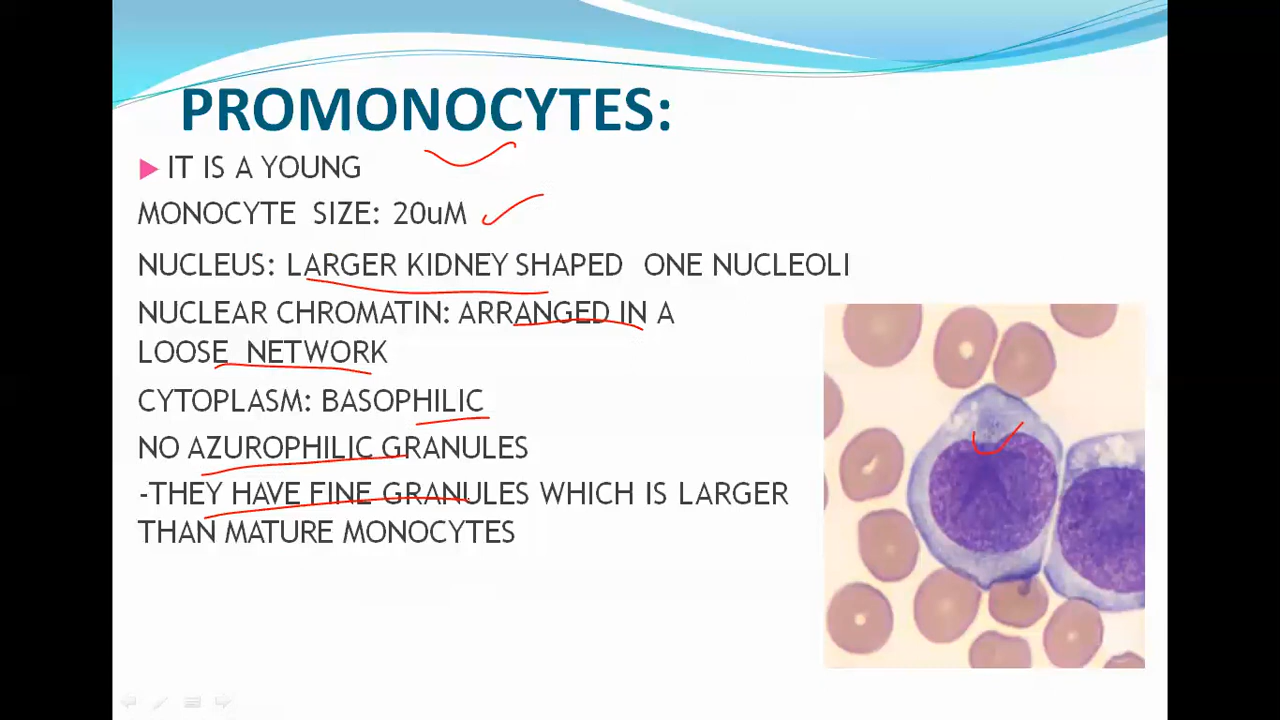 PROMONOCYTES:
IT IS A YOUNG
MONOCYTE SIZE: 20uM
NUCLEUS: LARGER KIDNEY SHAPED ONE NUCLEOLI
NUCLEAR CHROMATIN: ARRANGED IN A
LOOSE NETWORK
CYTOPLASM: BASOPHILIC
NO AZUROPHILIC GRANULES
-THEY HAVE FINE GRANULES WHICH IS LARGER
THAN MATURE MONOCYTES